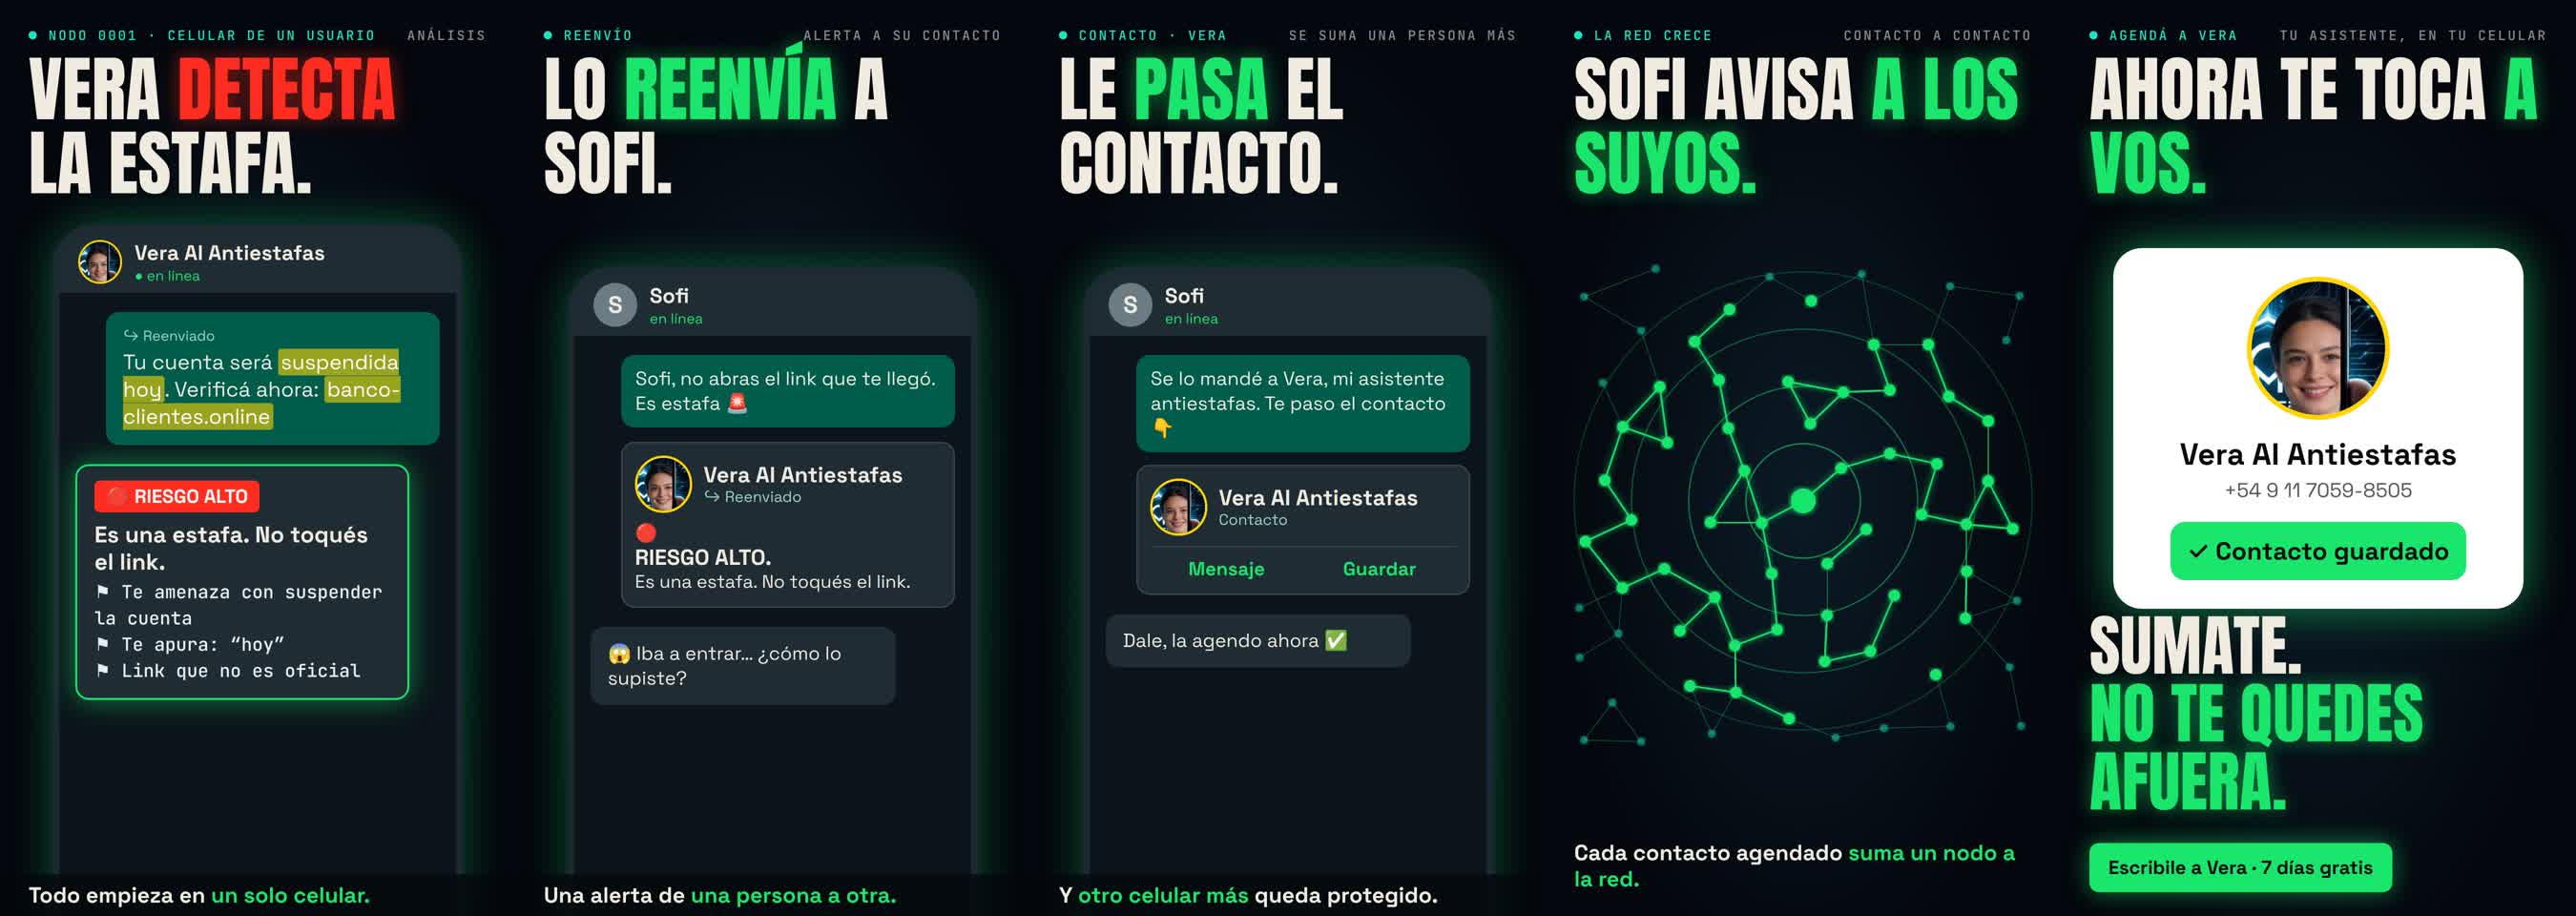 ● NODO 0001 · CELULAR DE UN USUARIO
ANÁLISIS
VERA DETECTA
LA ESTAFA.
Vera AI Antiestafas
● en línea
↪ Reenviado
Tu cuenta será suspendida
hoy. Verificá ahora: banco-
clientes.online
🔴 RIESGO ALTO
Es una estafa. No toqués
el link.
⚑ Te amenaza con suspender
la cuenta
⚑ Te apura: “hoy”
⚑ Link que no es oficial
Todo empieza en un solo celular.
● REENVÍO
ALERTA A SU CONTACTO
LO REENVÍA A
SOFI.
S
Sofi
en línea
Sofi, no abras el link que te llegó.
Es estafa 🚨
Vera AI Antiestafas
↪ Reenviado
🔴
RIESGO ALTO.
Es una estafa. No toqués el link.
😱 Iba a entrar... ¿cómo lo
supiste?
Una alerta de una persona a otra.
● CONTACTO · VERA
SE SUMA UNA PERSONA MÁS
LE PASA EL
CONTACTO.
S
Sofi
en línea
Se lo mandé a Vera, mi asistente
antiestafas. Te paso el contacto
👇
Vera AI Antiestafas
Contacto
Mensaje
Guardar
Dale, la agendo ahora ✅
Y otro celular más queda protegido.
● LA RED CRECE
CONTACTO A CONTACTO
SOFI AVISA A LOS
SUYOS.
Cada contacto agendado suma un nodo a
la red.
● AGENDÁ A VERA
TU ASISTENTE, EN TU CELULAR
AHORA TE TOCA A
VOS.
Vera AI Antiestafas
+54 9 11 7059-8505
✓ Contacto guardado
SUMATE.
NO TE QUEDES
AFUERA.
Escribile a Vera · 7 días gratis